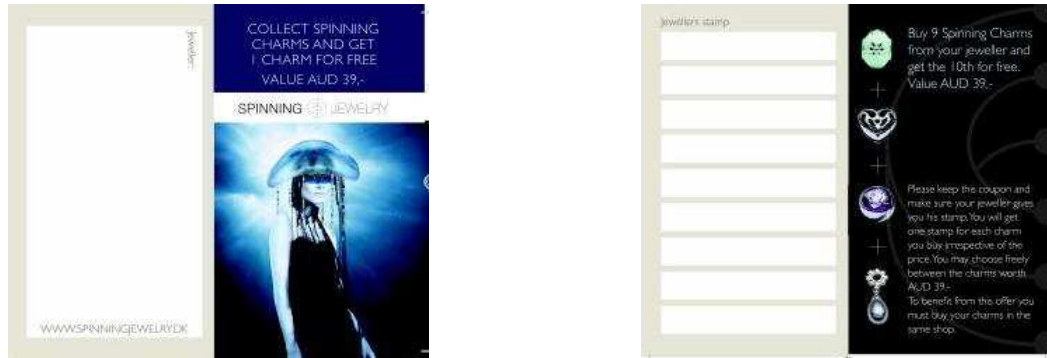 Jeweller:
COLLECT SPINNING
CHARMS AND GET
1 CHARM FOR FREE
VALUE AUD 39,-
SPINNING JEWELRY
WWW.SPINNINGJEWELRY.DK
Jewellers stamp
Buy 9 Spinning Charms
from your jeweller and
get the 10th for free.
Value AUD 39,-
Please keep this coupon and
make sure your jeweller gives
you his stamp. You will get
one stamp for each charm
you buy irrespective of the
price. You may choose freely
between the charms worth
AUD 39,-
To benefit from this offer you
must buy your charms in the
same shop.